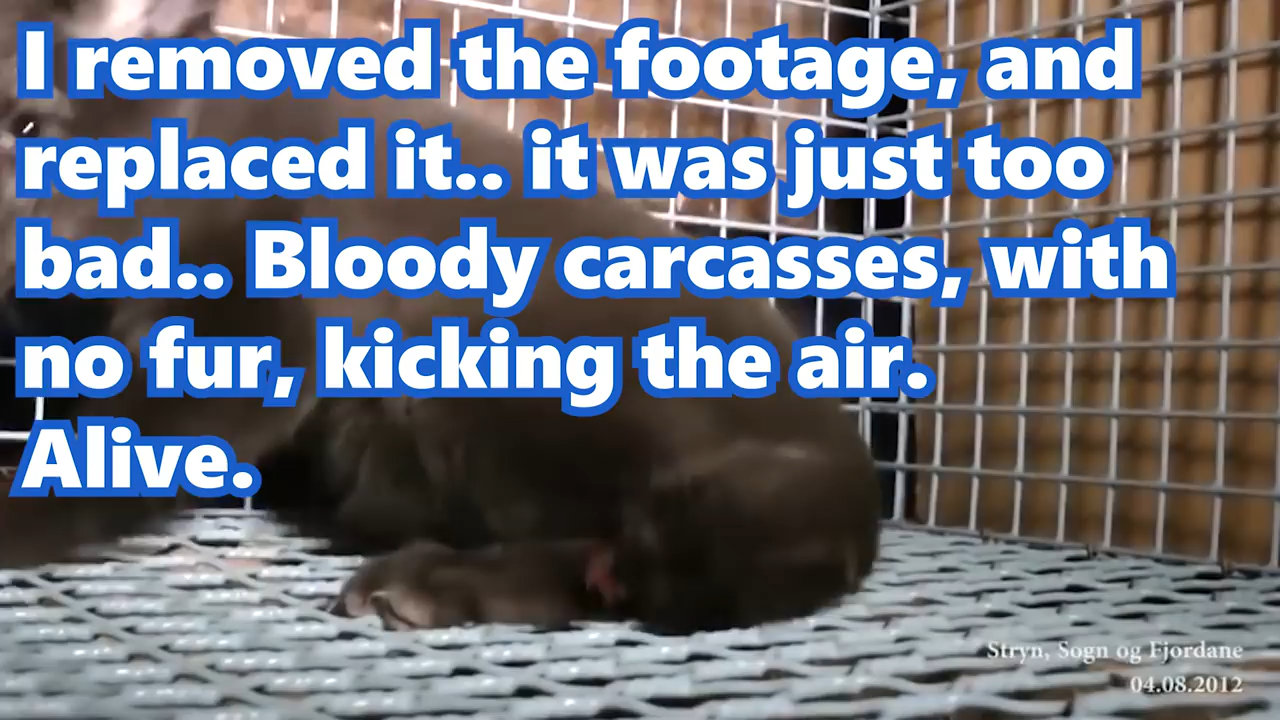 I removed the footage, and
replaced it.. it was just too
bad.. Bloody carcasses, with
no fur, kicking the air.
Alive.
Stryn, Sogn og Fjordane
04.08.2012